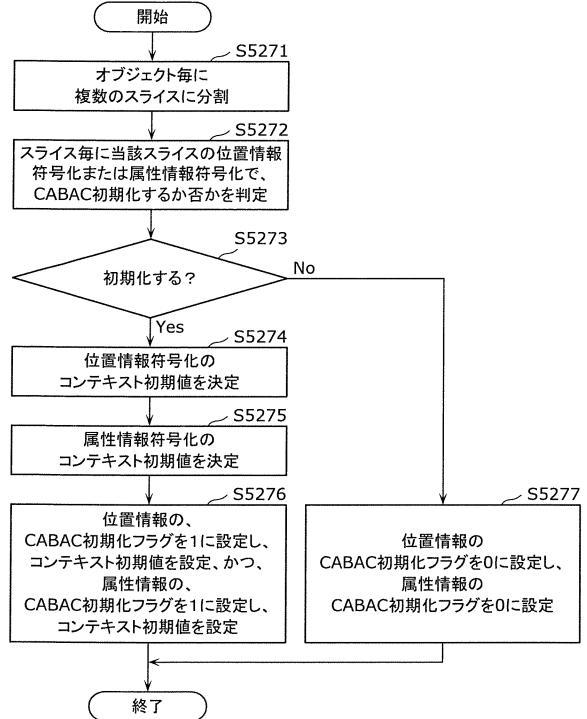 開始
S5271
オブジェクト毎に
複数のスライスに分割
S5272
スライス毎に当該スライスの位置情報
符号化または属性情報符号化で、
CABAC初期化するか否かを判定
S5273
初期化する?
No
Yes
S5274
位置情報符号化の
コンテキスト初期値を決定
S5275
属性情報符号化の
コンテキスト初期値を決定
S5276
位置情報の、
CABAC初期化フラグを1に設定し、
コンテキスト初期値を設定、かつ、
属性情報の、
CABAC初期化フラグを1に設定し、
コンテキスト初期値を設定
S5277
位置情報の
CABAC初期化フラグを0に設定し、
属性情報の
CABAC初期化フラグを0に設定
終了